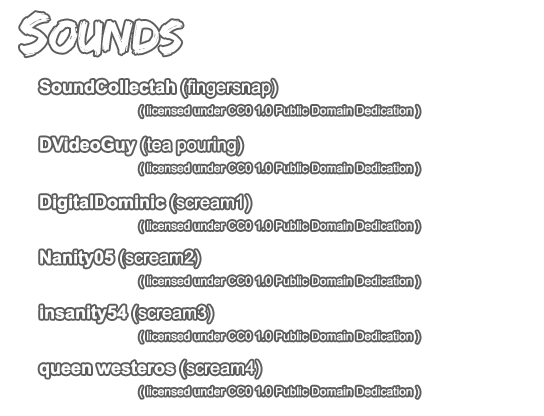 Sounds
SoundCollectah (fingersnap)
( licensed under CC0 1.0 Public Domain Dedication )
DVideoGuy (tea pouring)
( licensed under CC0 1.0 Public Domain Dedication )
DigitalDominic (scream1)
( licensed under CC0 1.0 Public Domain Dedication )
Nanity05 (scream2)
( licensed under CC0 1.0 Public Domain Dedication )
insanity54 (scream3)
( licensed under CC0 1.0 Public Domain Dedication )
queen westeros (scream4)
( licensed under CC0 1.0 Public Domain Dedication )